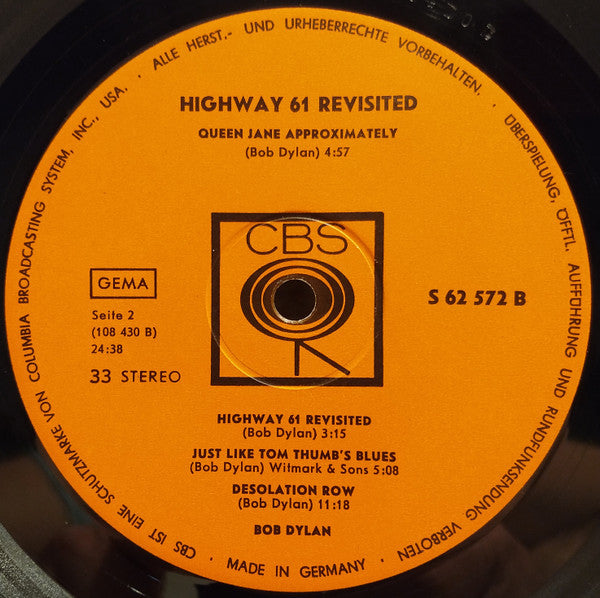 ALLE HERST.- UND URHEBERRECHTE VORBEHALTEN. · ÜBERSPIELUNG, ÖFFTL. AUFFÜHRUNG UND RUNDFUNKSENDUNG VERBOTEN · MADE IN GERMANY · CBS IST EINE SCHUTZMARKE VON COLUMBIA BROADCASTING SYSTEM, INC., USA. ·
HIGHWAY 61 REVISITED
QUEEN JANE APPROXIMATELY
(Bob Dylan) 4:57
CBS
GEMA
S 62 572 B
Seite 2
(108 430 B)
24:38
33 STEREO
HIGHWAY 61 REVISITED
(Bob Dylan) 3:15
JUST LIKE TOM THUMB'S BLUES
(Bob Dylan) Witmark & Sons 5:08
DESOLATION ROW
(Bob Dylan) 11:18
BOB DYLAN